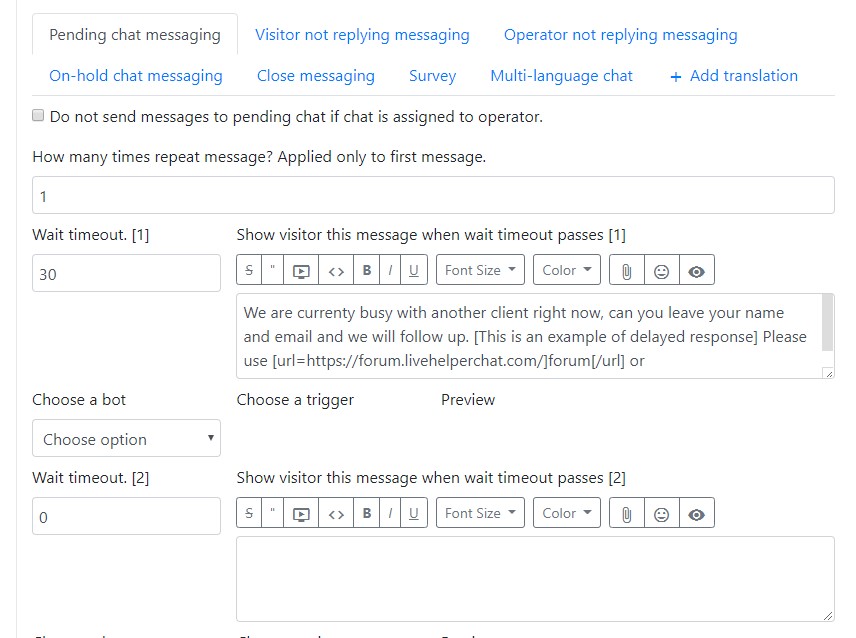 Pending chat messaging Visitor not replying messaging Operator not replying messaging
On-hold chat messaging Close messaging Survey Multi-language chat + Add translation
Do not send messages to pending chat if chat is assigned to operator.
How many times repeat message? Applied only to first message.
1
Wait timeout. [1] Show visitor this message when wait timeout passes [1]
30
S " <> B I U Font Size Color
We are currenty busy with another client right now, can you leave your name
and email and we will follow up. [This is an example of delayed response] Please
use [url=https://forum.livehelperchat.com/]forum[/url] or
Choose a bot Choose a trigger Preview
Choose option
Wait timeout. [2] Show visitor this message when wait timeout passes [2]
0
S " <> B I U Font Size Color